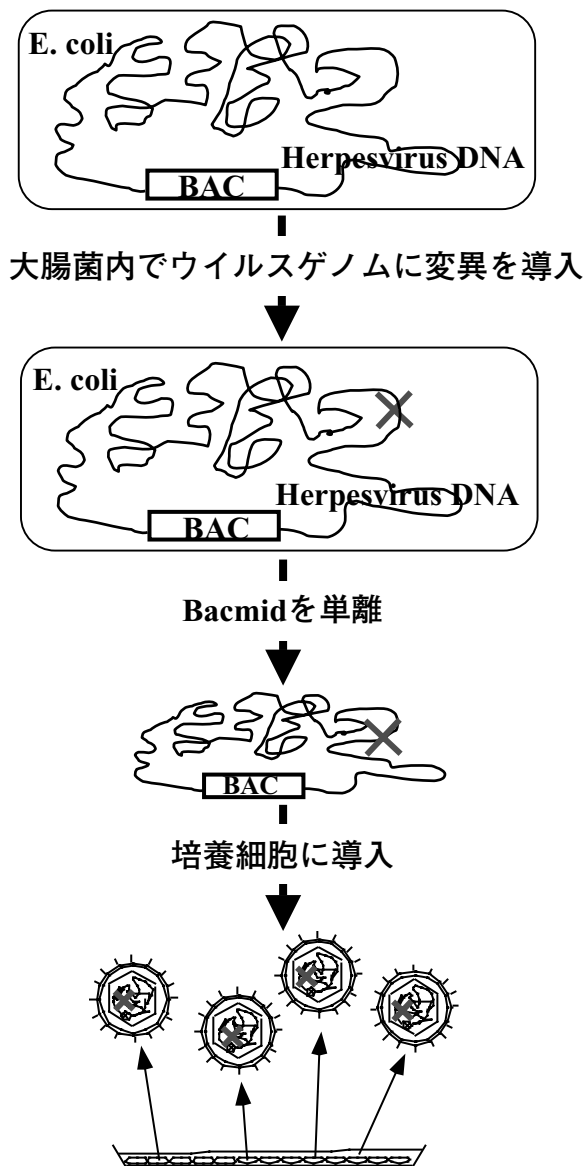 E. coli
Herpesvirus DNA
BAC
大腸菌内でウイルスゲノムに変異を導入
E. coli
Herpesvirus DNA
BAC
Bacmidを単離
BAC
培養細胞に導入